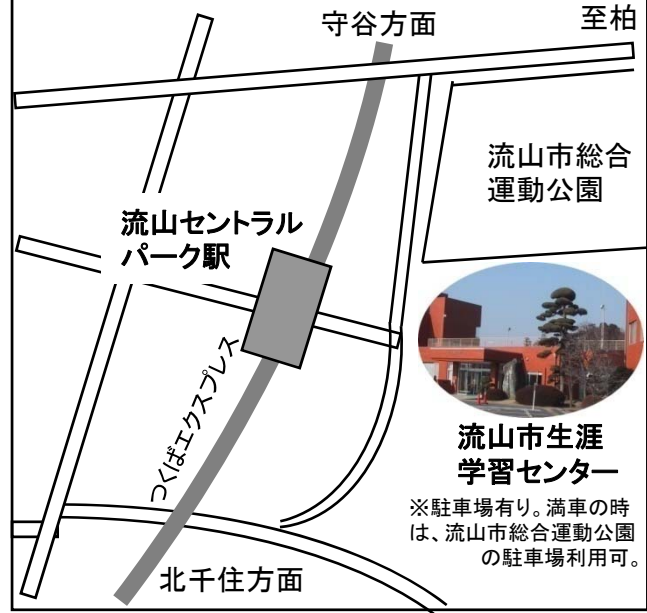 守谷方面
至柏
流山市総合
運動公園
流山セントラル
パーク駅
つくばエクスプレス
流山市生涯
学習センター
※駐車場有り。満車の時
は、流山市総合運動公園
の駐車場利用可。
北千住方面